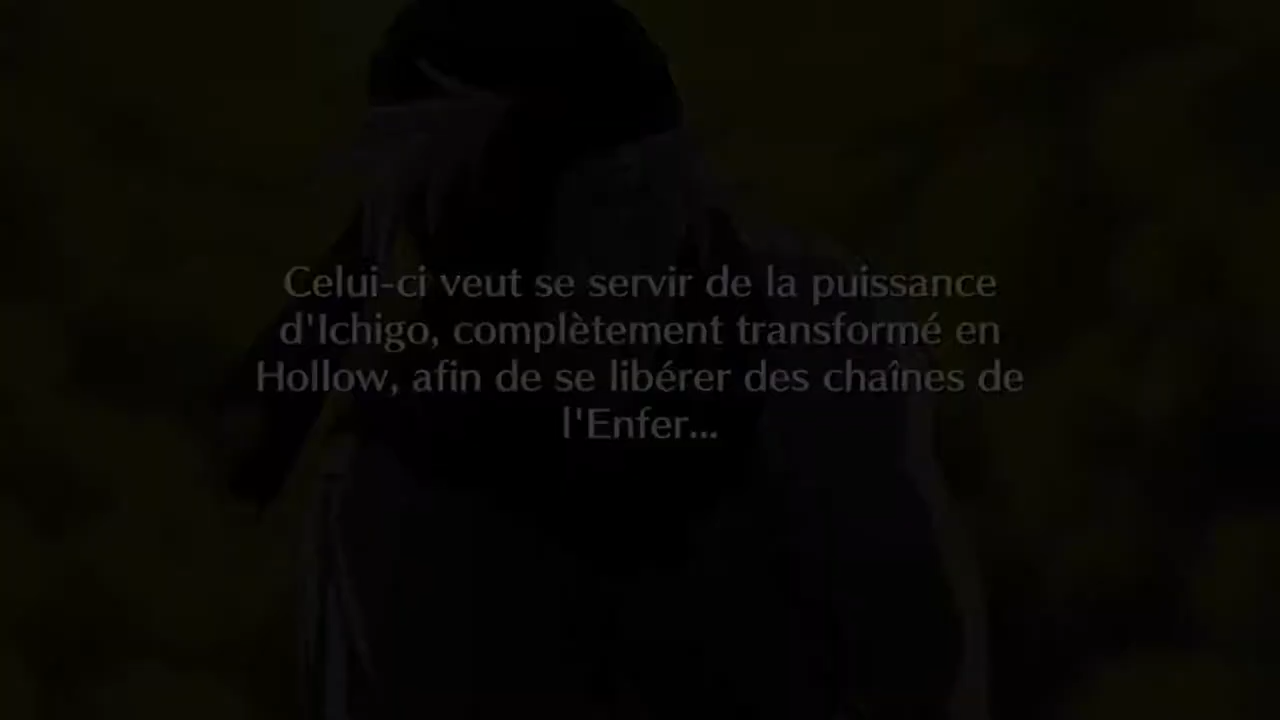 Celui-ci veut se servir de la puissance
d'Ichigo, complètement transformé en
Hollow, afin de se libérer des chaînes de
l'Enfer...